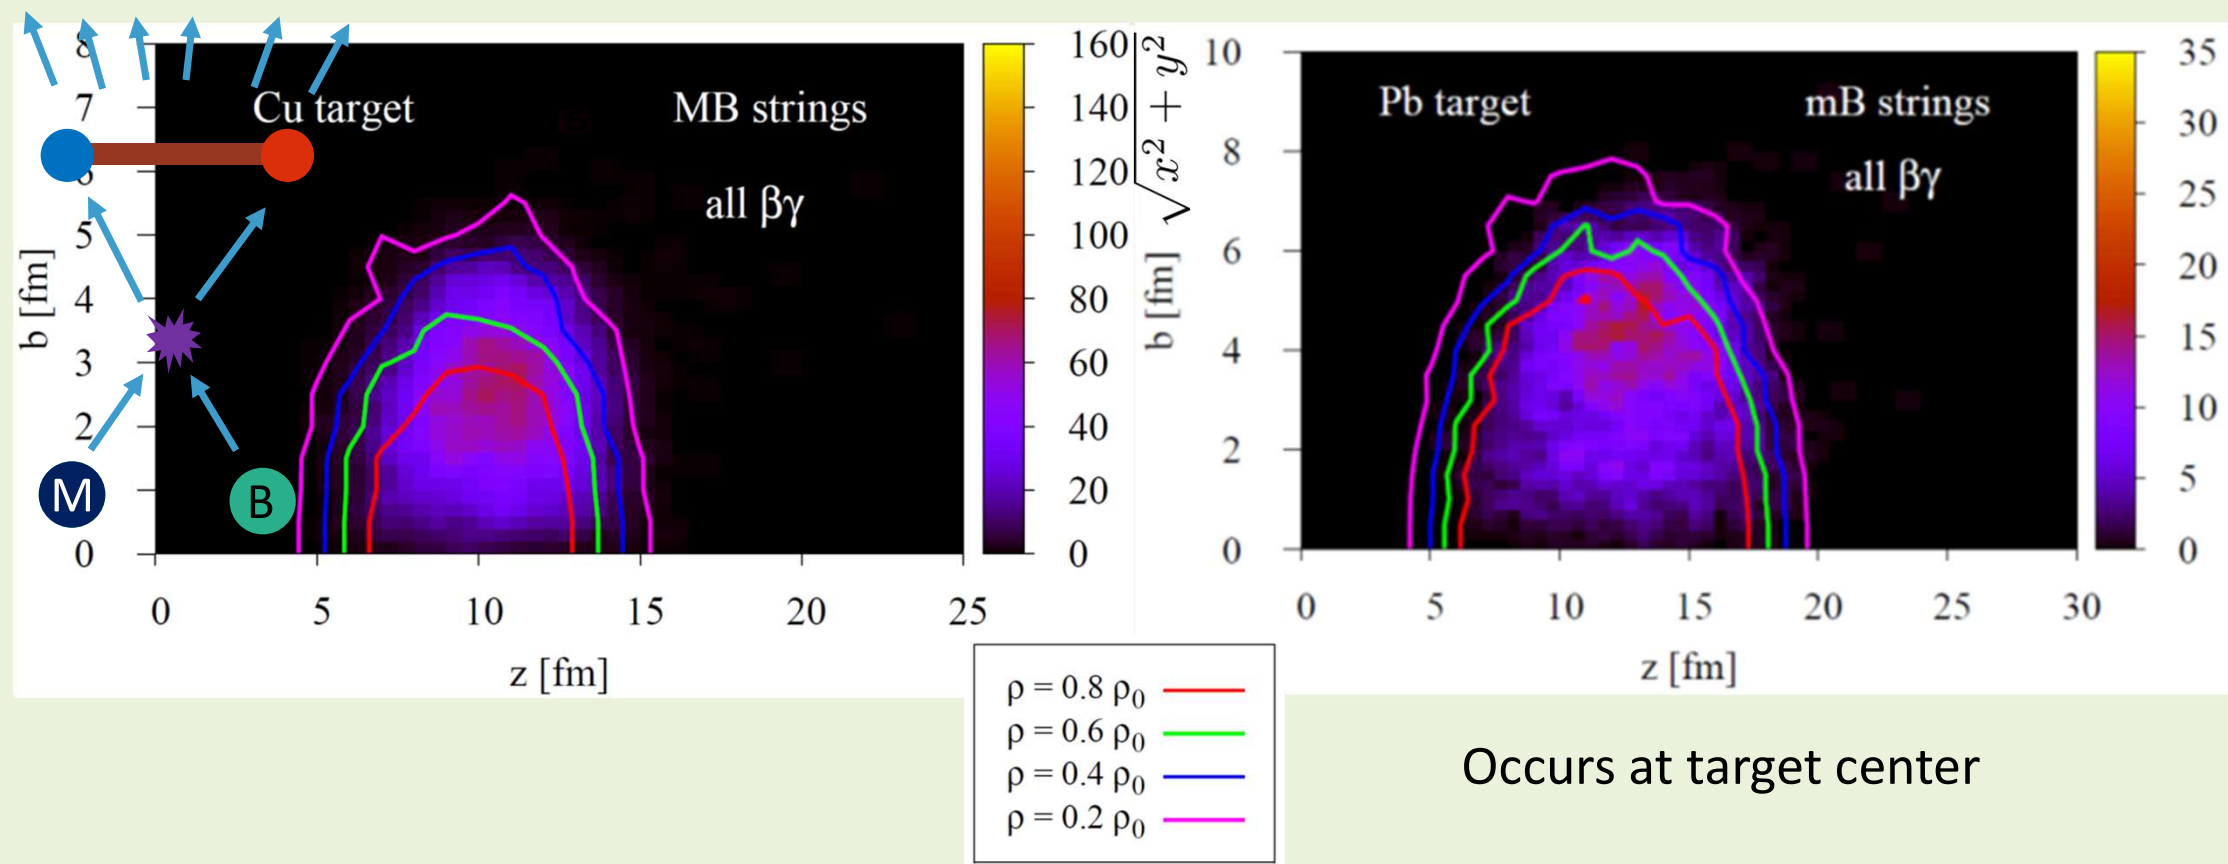 Cu target
MB strings
all βγ
8
7
6
5
4
3
2
0
b [fm]
M
B
0
5
10
15
20
25
z [fm]
160
140
120
100
80
60
40
20
0
√x² + y²
b [fm]
10
8
6
4
2
0
Pb target
mB strings
all βγ
0
5
10
15
20
25
30
z [fm]
35
30
25
20
15
10
5
0
ρ = 0.8 ρ₀
ρ = 0.6 ρ₀
ρ = 0.4 ρ₀
ρ = 0.2 ρ₀
Occurs at target center